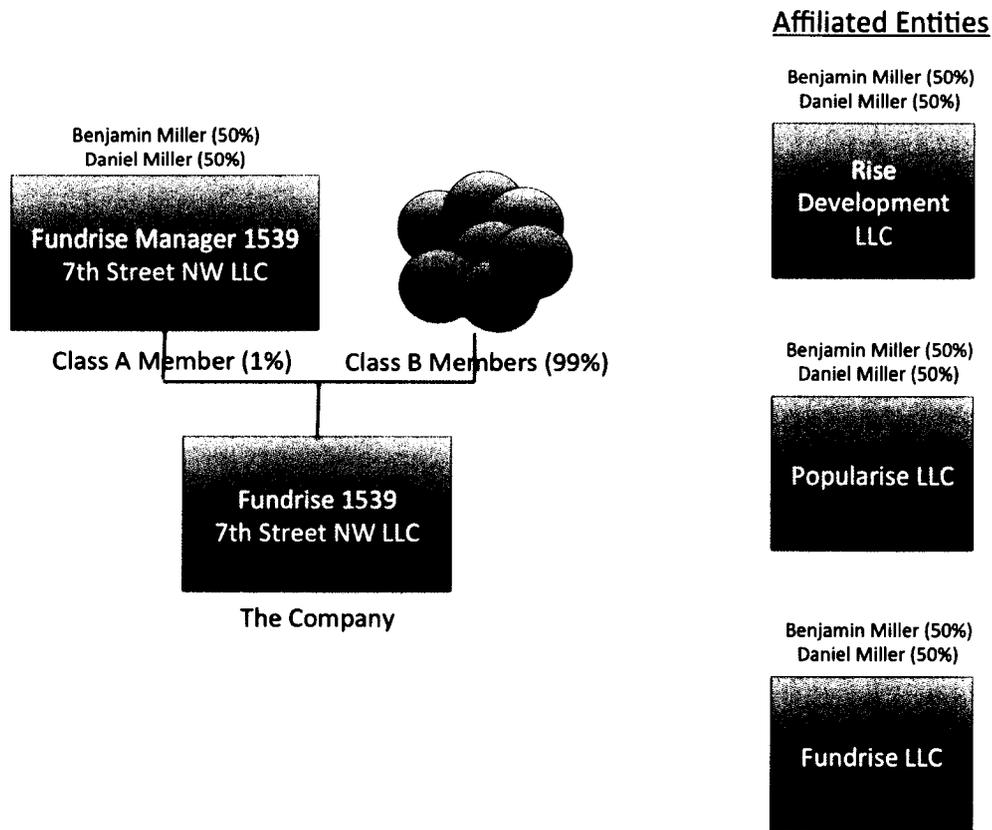 Affiliated Entities
Benjamin Miller (50%)
Daniel Miller (50%)
Fundrise Manager 1539
7th Street NW LLC
Class A Member (1%)
Class B Members (99%)
Fundrise 1539
7th Street NW LLC
The Company
Benjamin Miller (50%)
Daniel Miller (50%)
Rise
Development
LLC
Benjamin Miller (50%)
Daniel Miller (50%)
Popularise LLC
Benjamin Miller (50%)
Daniel Miller (50%)
Fundrise LLC